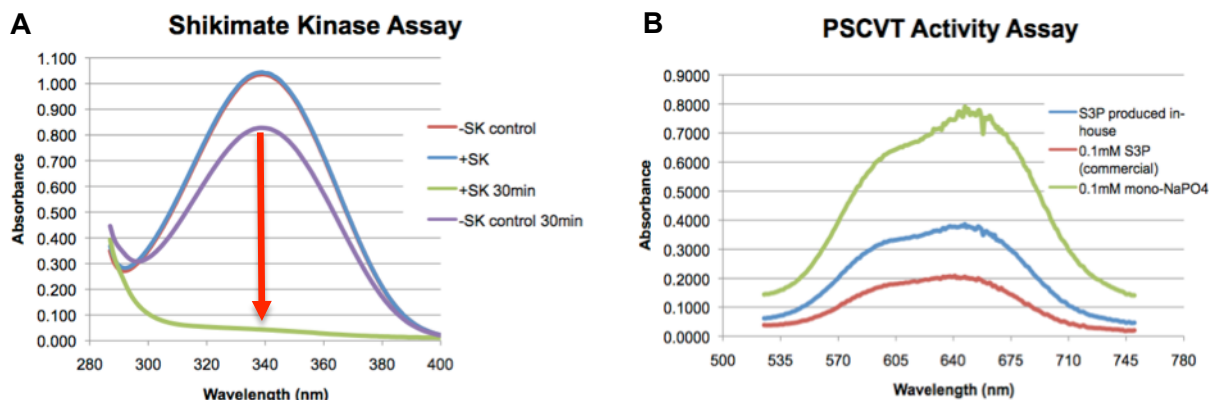 A
Shikimate Kinase Assay
1.100
1.000
0.900
0.800
0.700
0.600
0.500
0.400
0.300
0.200
0.100
0.000
Absorbance
280 300 320 340 360 380 400
Wavelength (nm)
-SK control
+SK
+SK 30min
-SK control 30min
B
PSCVT Activity Assay
0.9000
0.8000
0.7000
0.6000
0.5000
0.4000
0.3000
0.2000
0.1000
0.0000
Absorbance
500 535 570 605 640 675 710 745 780
Wavelength (nm)
S3P produced in-
house
0.1mM S3P
(commercial)
0.1mM mono-NaPO4